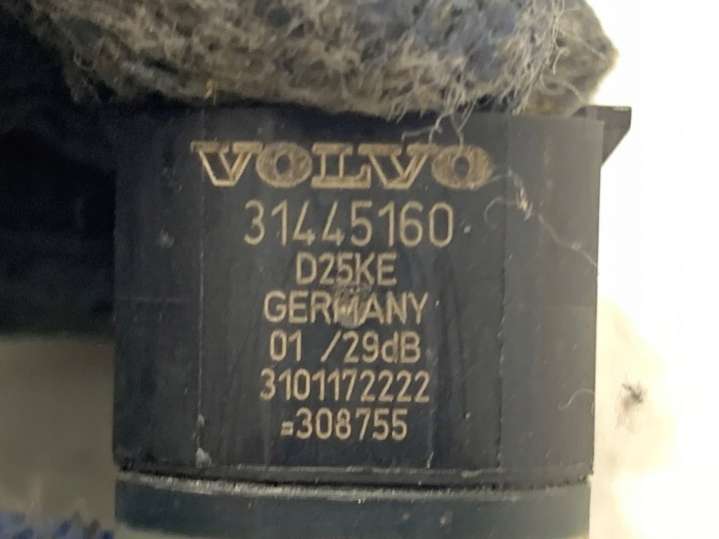 VOLVO
31445160
D25KE
GERMANY
01 /29dB
3101172222
=308755